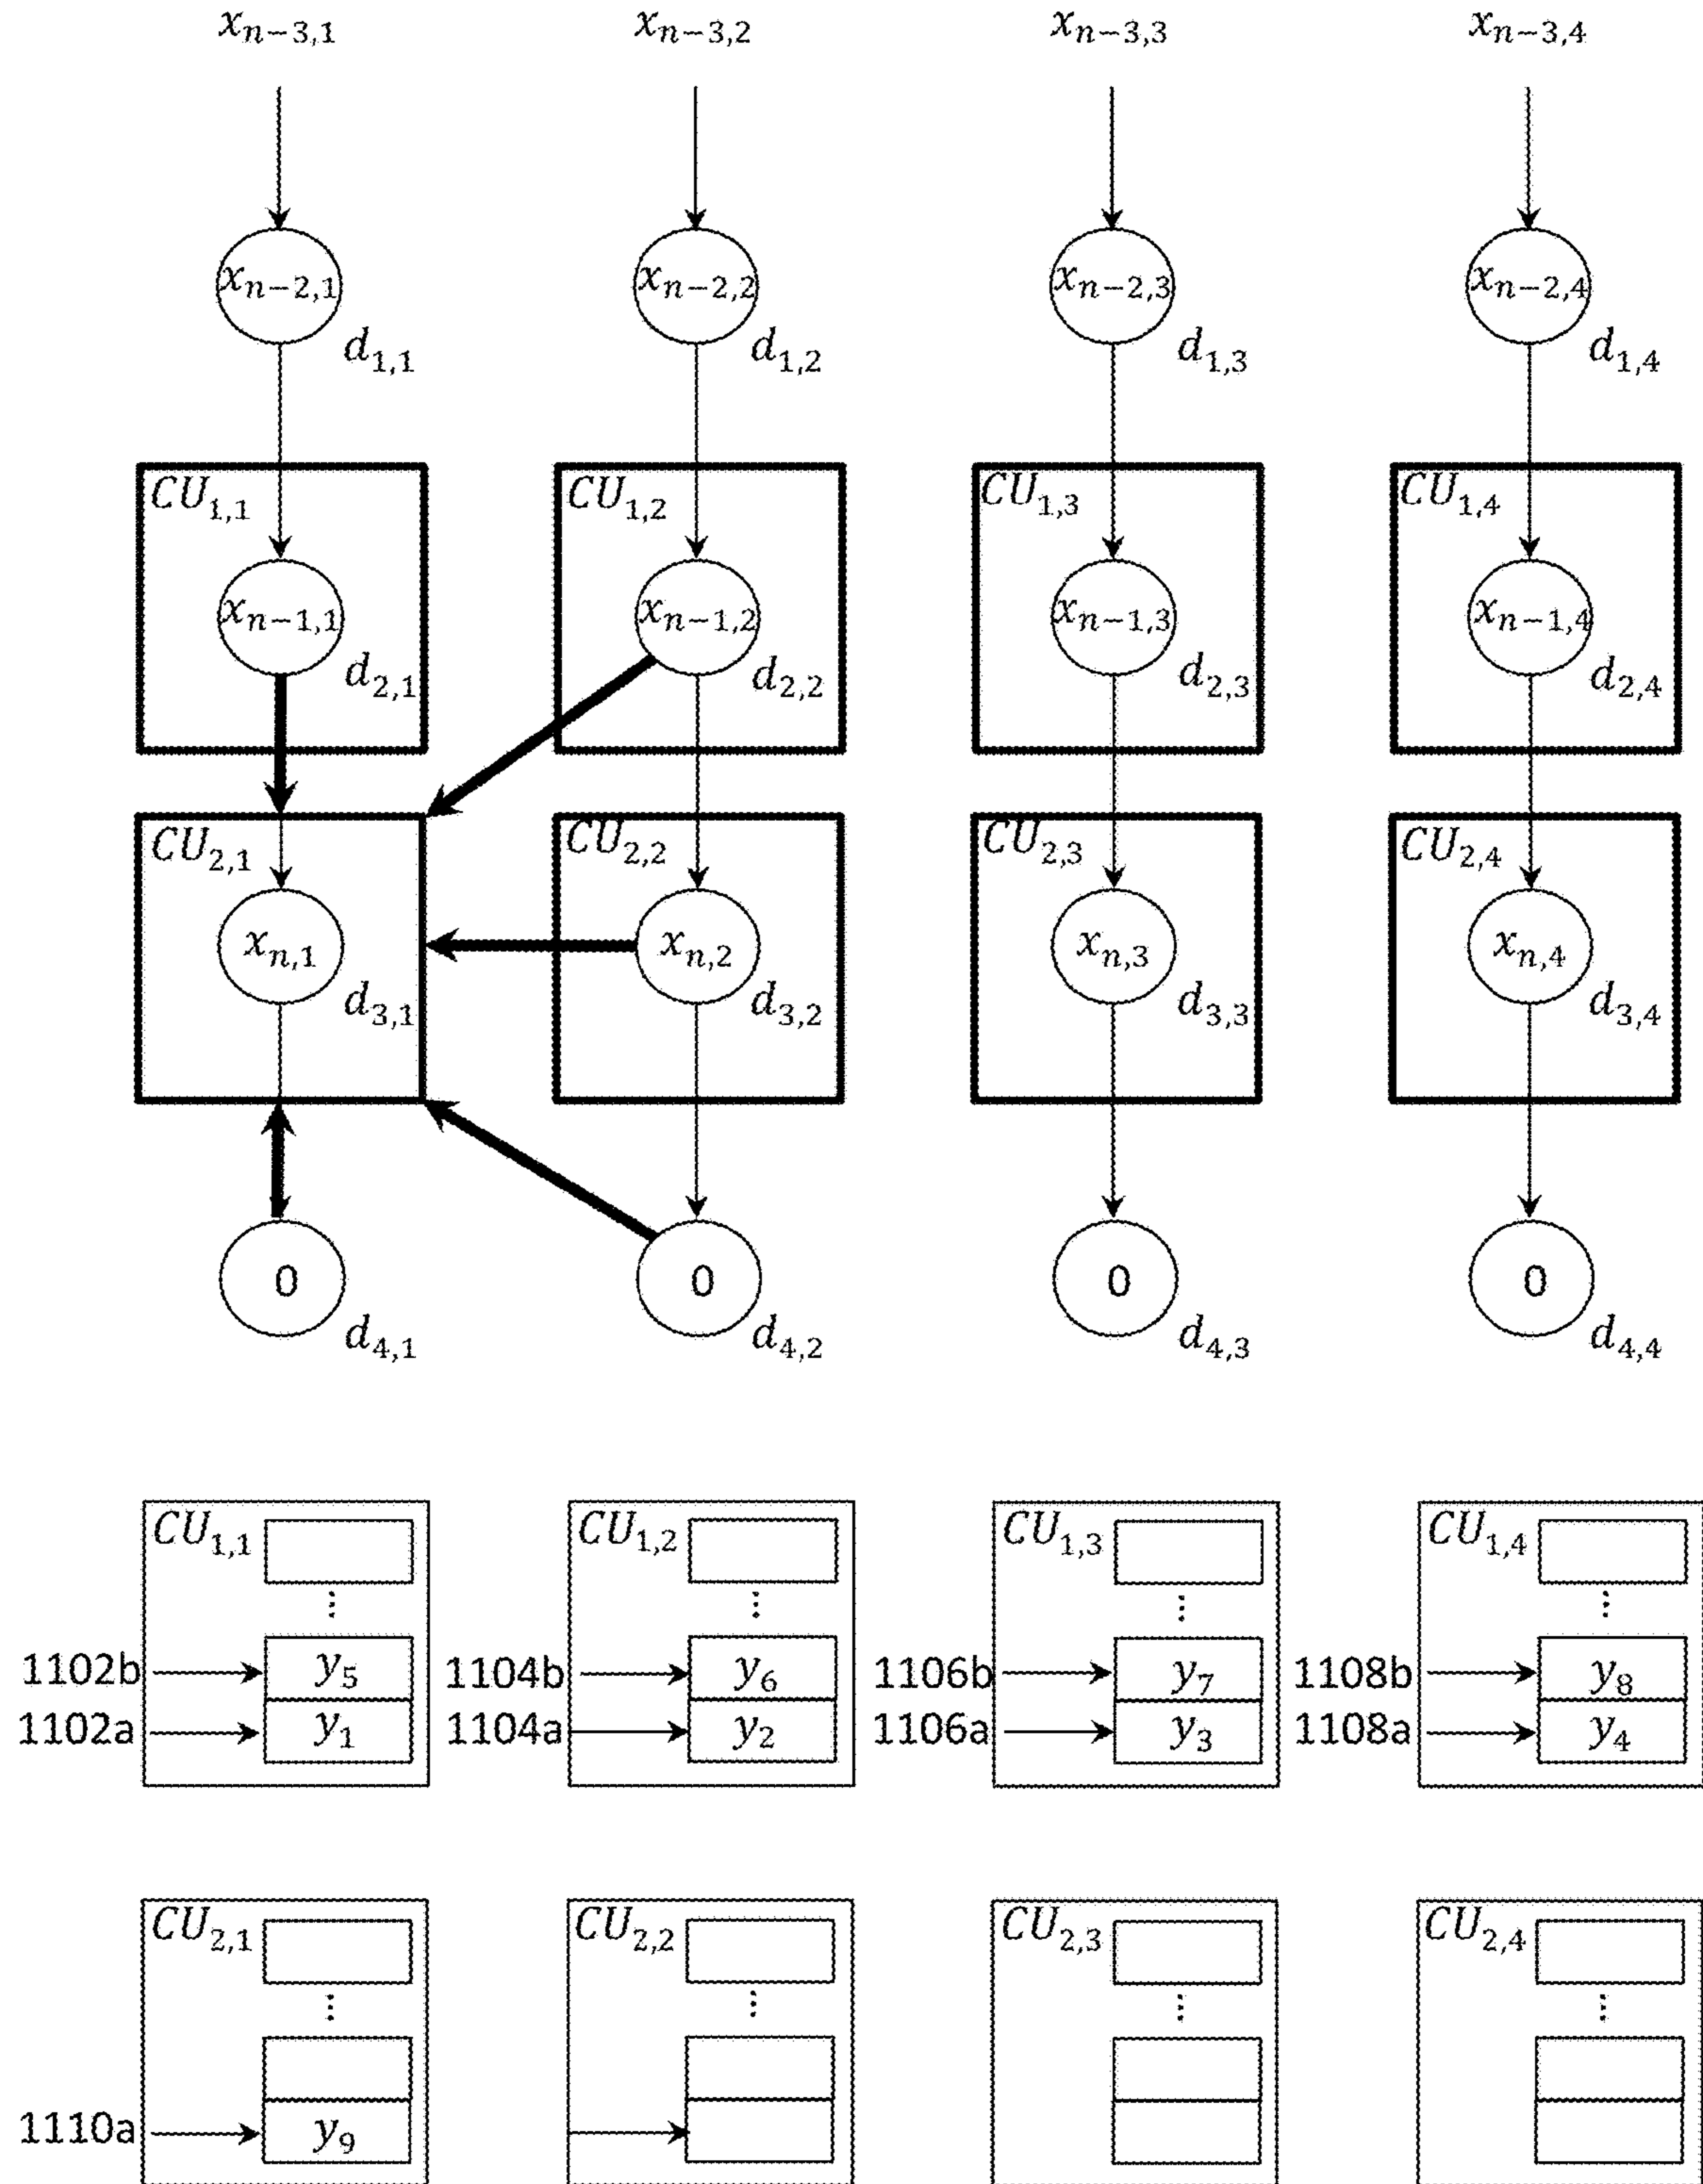 x_{n−3,1} x_{n−3,2} x_{n−3,3} x_{n−3,4}
x_{n−2,1} x_{n−2,2} x_{n−2,3} x_{n−2,4}
d_{1,1} d_{1,2} d_{1,3} d_{1,4}
CU_{1,1} CU_{1,2} CU_{1,3} CU_{1,4}
x_{n−1,1} x_{n−1,2} x_{n−1,3} x_{n−1,4}
d_{2,1} d_{2,2} d_{2,3} d_{2,4}
CU_{2,1} CU_{2,2} CU_{2,3} CU_{2,4}
x_{n,1} x_{n,2} x_{n,3} x_{n,4}
d_{3,1} d_{3,2} d_{3,3} d_{3,4}
0 0 0 0
d_{4,1} d_{4,2} d_{4,3} d_{4,4}
CU_{1,1} CU_{1,2} CU_{1,3} CU_{1,4}
⋮ ⋮ ⋮ ⋮
1102b y_5 1104b y_6 1106b y_7 1108b y_8
1102a y_1 1104a y_2 1106a y_3 1108a y_4
CU_{2,1} CU_{2,2} CU_{2,3} CU_{2,4}
⋮ ⋮ ⋮ ⋮
1110a y_9